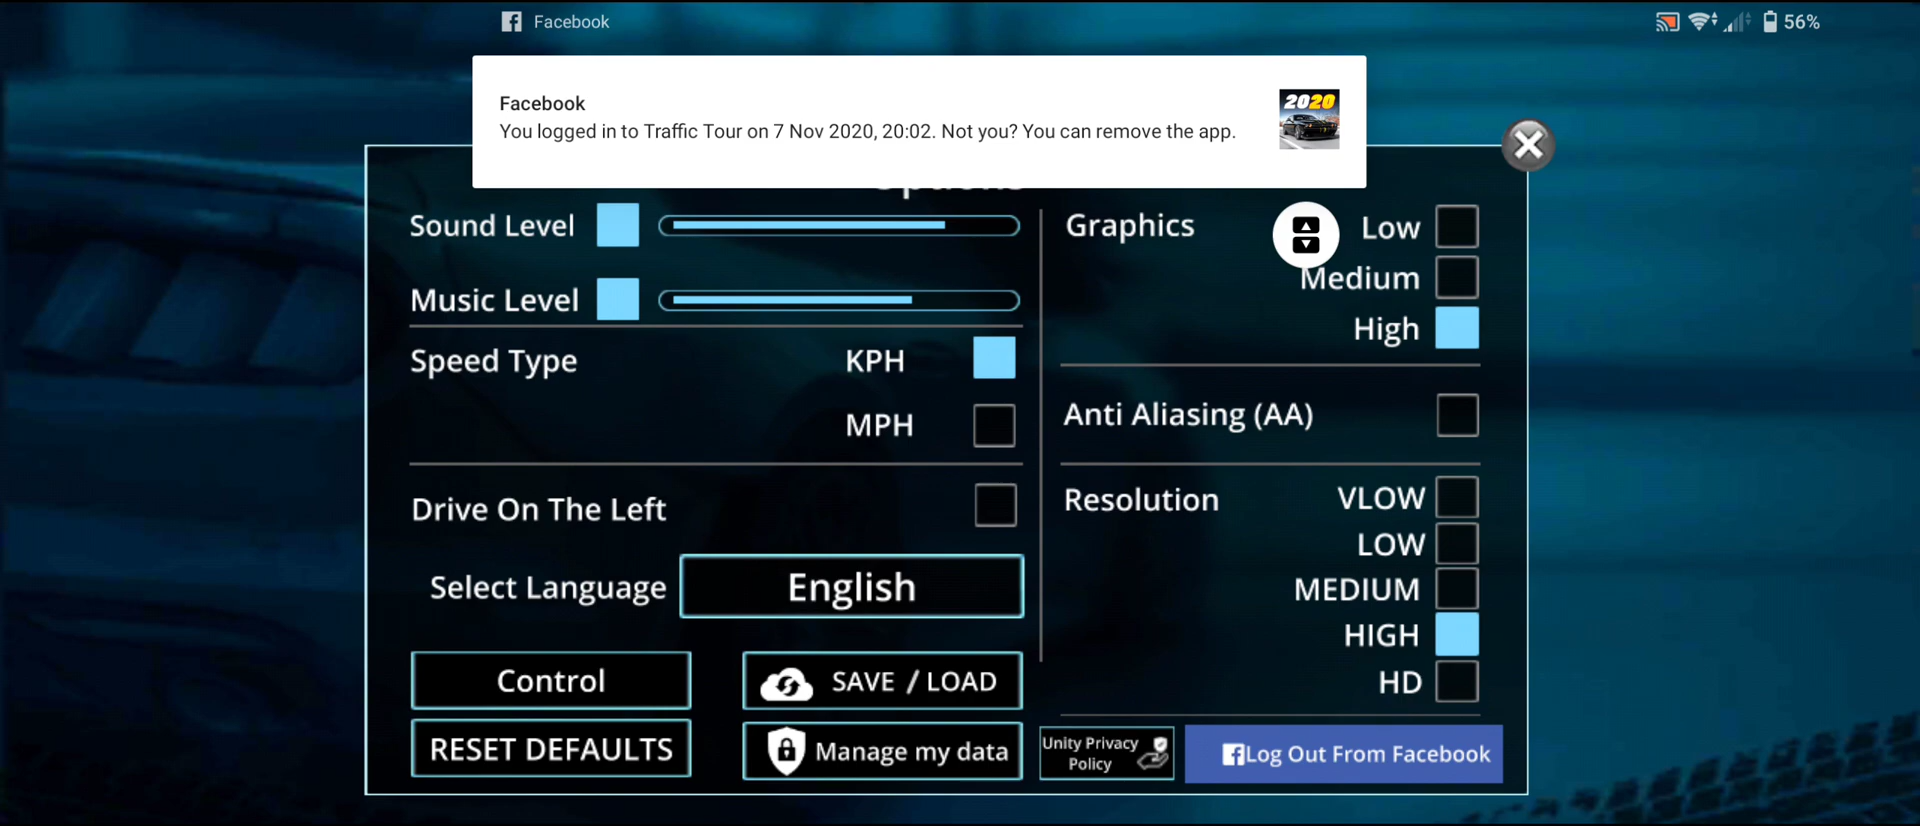 Facebook
56%
Facebook
You logged in to Traffic Tour on 7 Nov 2020, 20:02. Not you? You can remove the app.
2020
Options
Sound Level
Music Level
Speed Type
KPH
MPH
Drive On The Left
Select Language
English
Control
SAVE / LOAD
RESET DEFAULTS
Manage my data
Graphics
Low
Medium
High
Anti Aliasing (AA)
Resolution
VLOW
LOW
MEDIUM
HIGH
HD
Unity Privacy
Policy
Log Out From Facebook